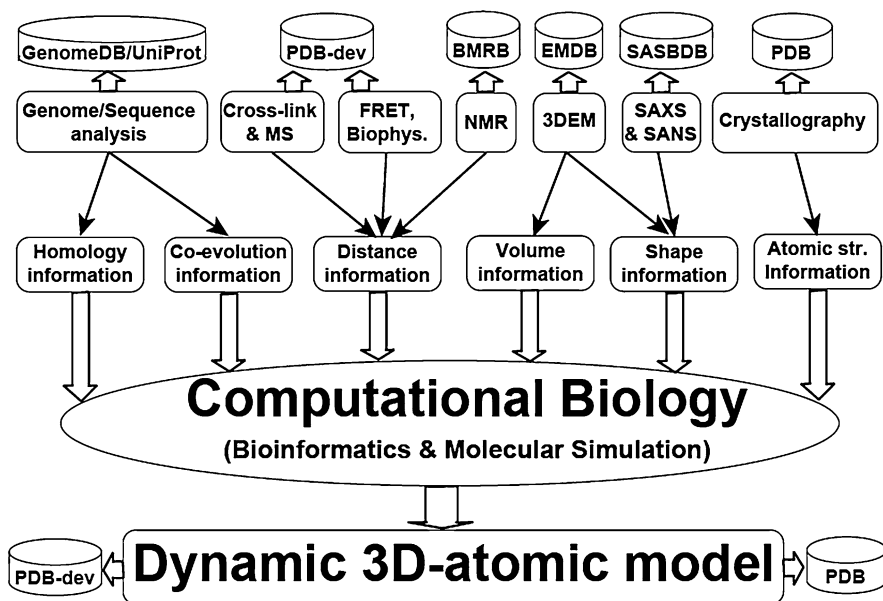 GenomeDB/UniProt
PDB-dev
BMRB
EMDB
SASBDB
PDB
Genome/Sequence
analysis
Cross-link
& MS
FRET,
Biophys.
NMR
3DEM
SAXS
& SANS
Crystallography
Homology
information
Co-evolution
information
Distance
information
Volume
information
Shape
information
Atomic str.
Information
Computational Biology
(Bioinformatics & Molecular Simulation)
PDB-dev
Dynamic 3D-atomic model
PDB